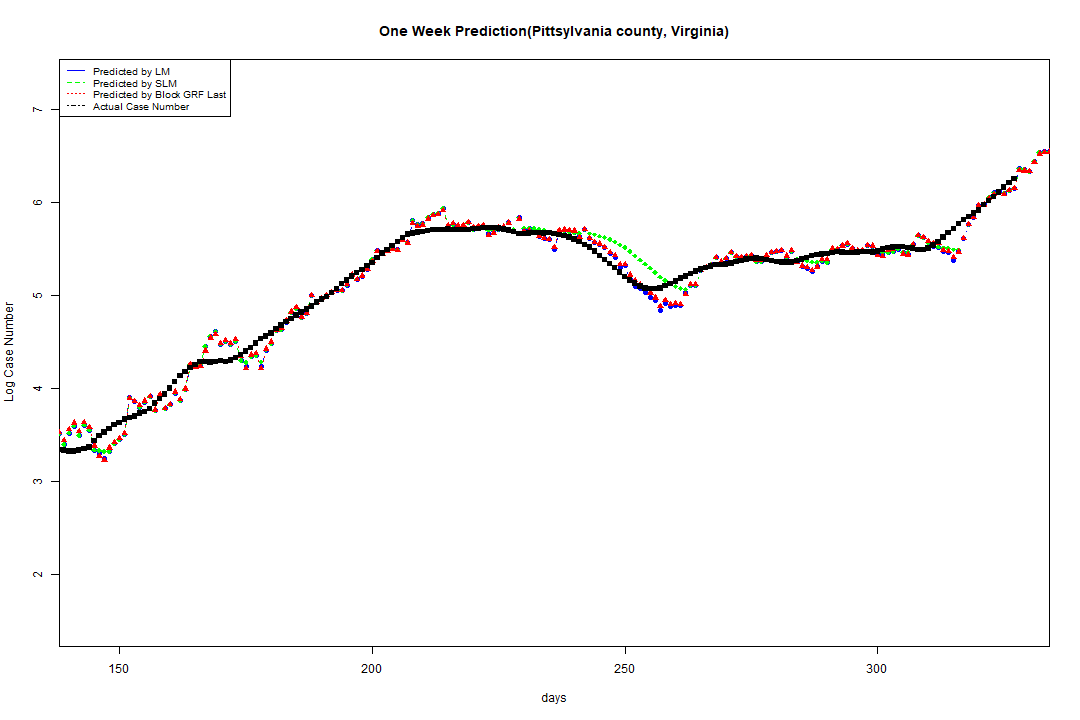 One Week Prediction(Pittsylvania county, Virginia)
Predicted by LM
Predicted by SLM
Predicted by Block GRF Last
Actual Case Number
7
6
5
4
3
2
Log Case Number
150 200 250 300
days